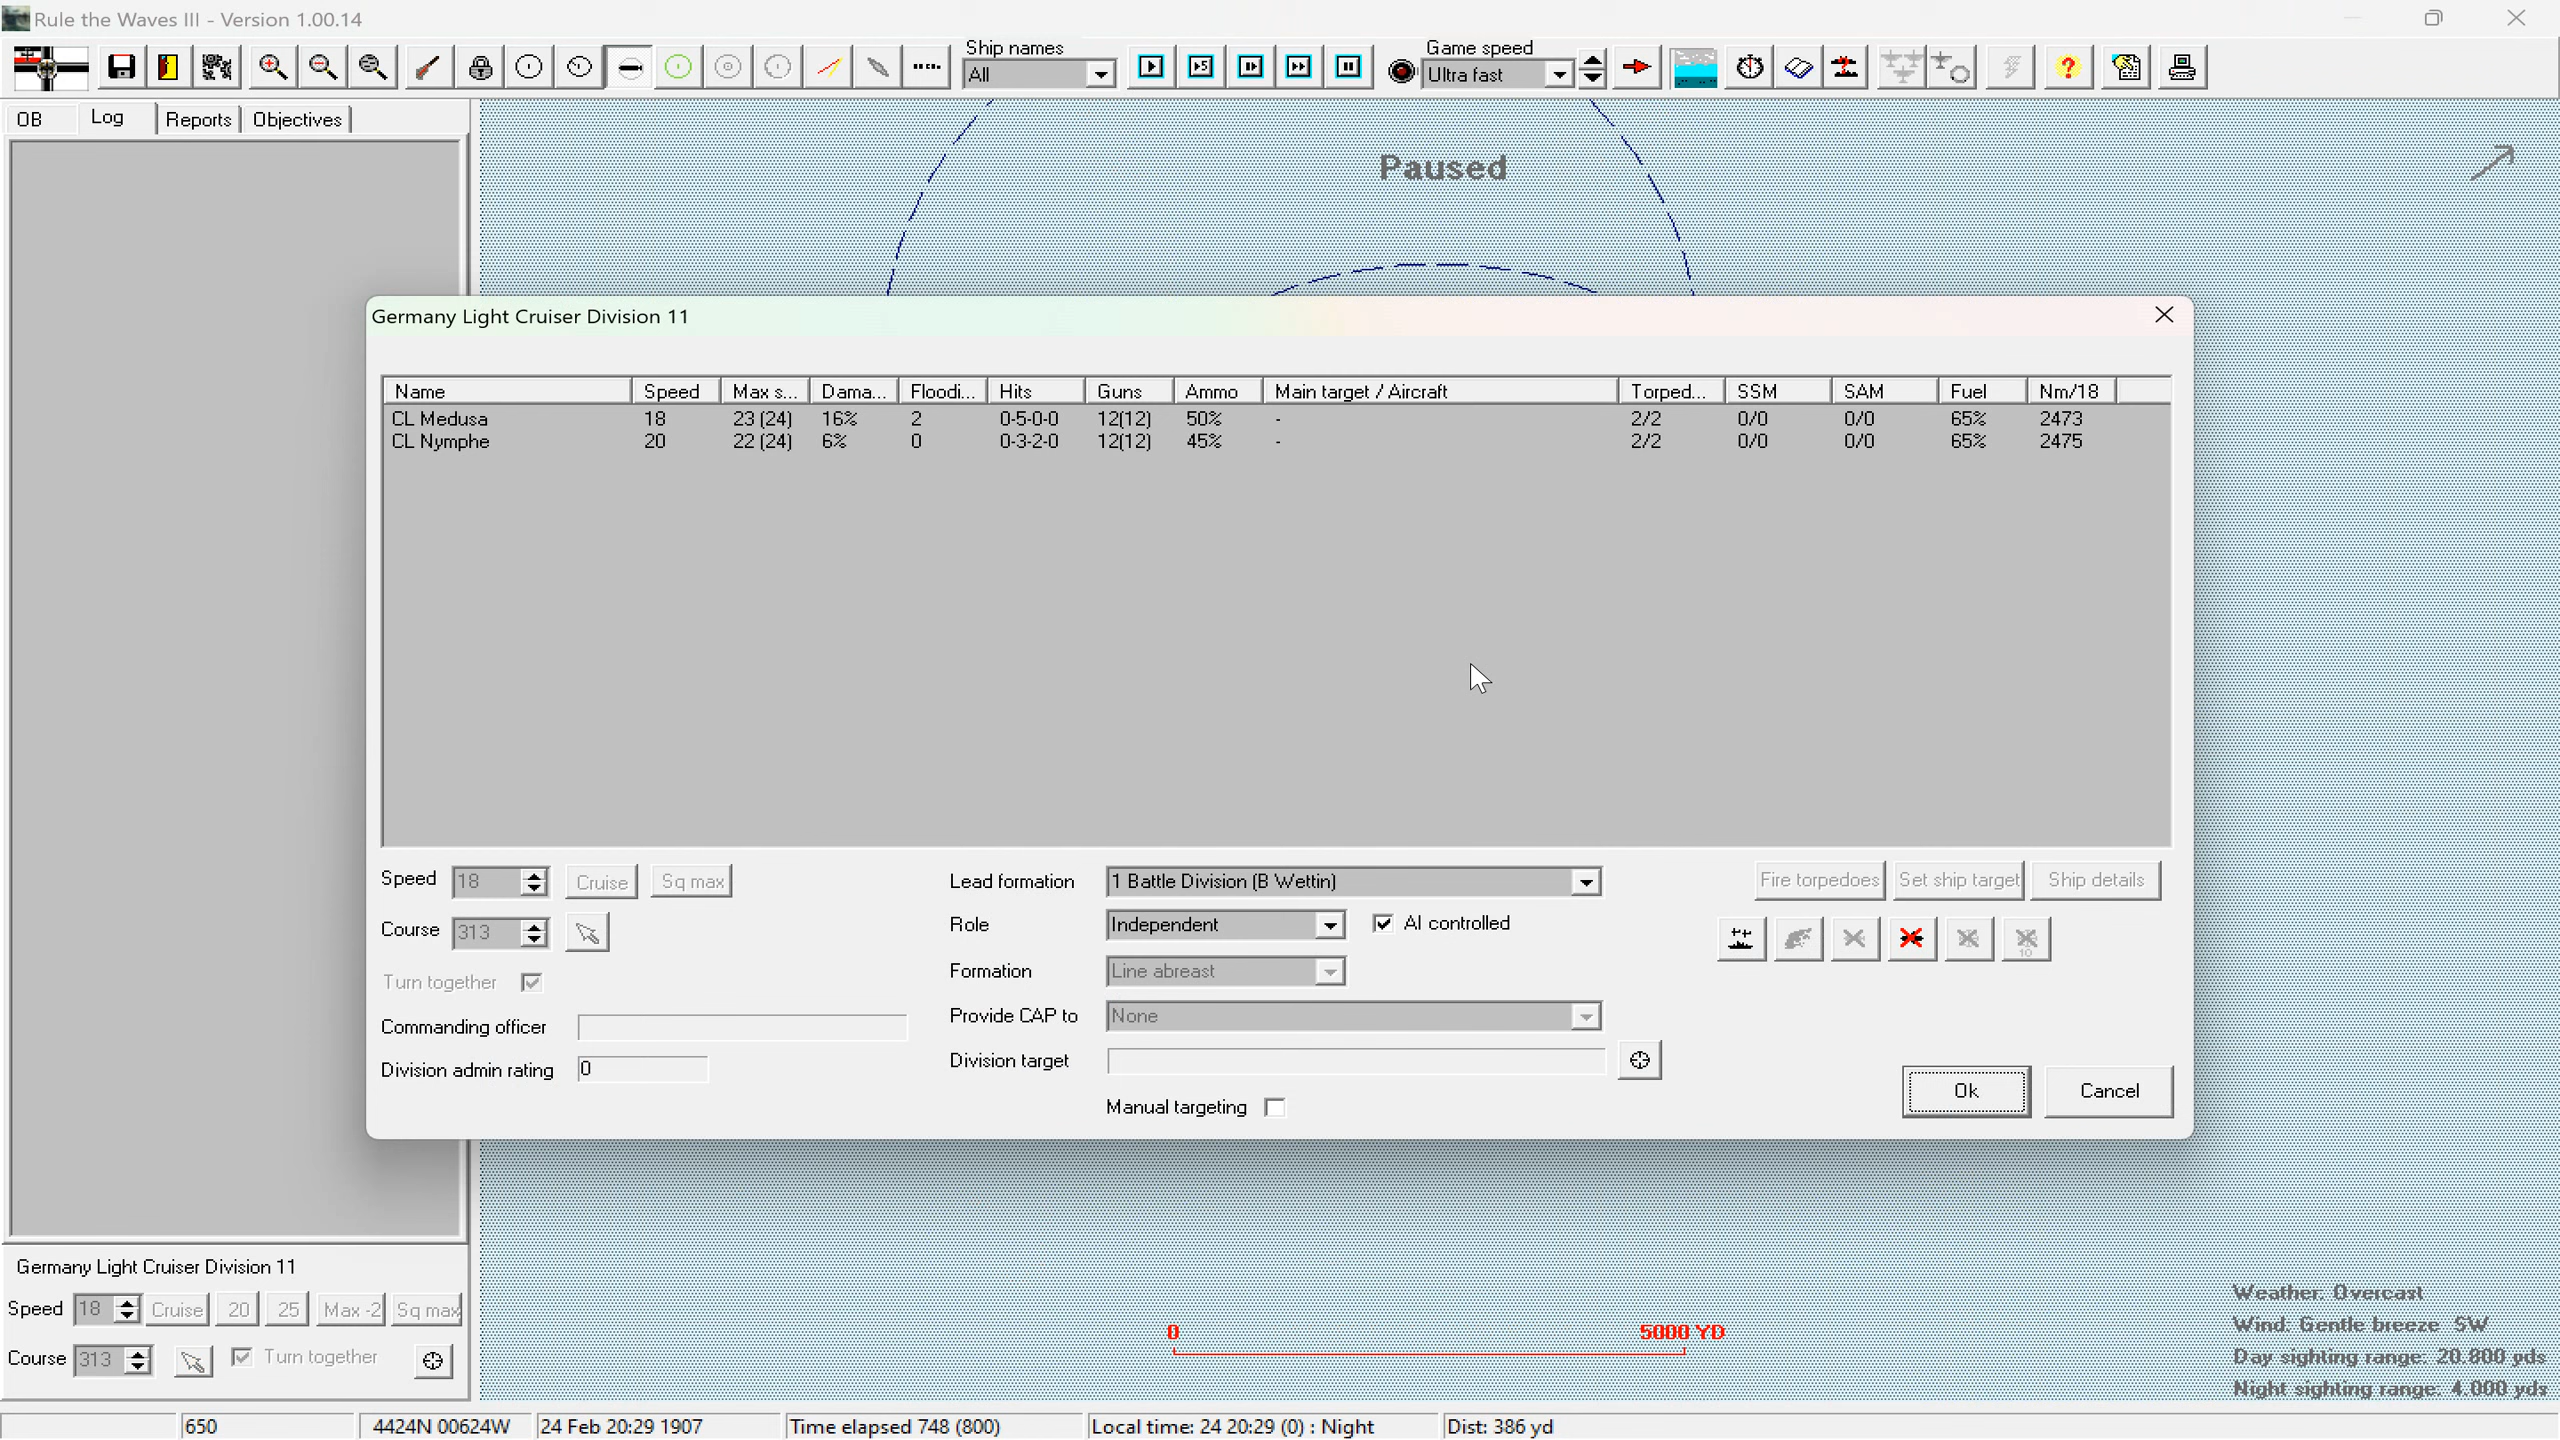 Rule the Waves III - Version 1.00.14
Ship names
All
Game speed
Ultra fast
OB Log Reports Objectives
Paused
Germany Light Cruiser Division 11
Name Speed Max s... Dama... Floodi... Hits Guns Ammo Main target / Aircraft Torped... SSM SAM Fuel Nm/18
CL Medusa 18 23 (24) 16% 2 0-5-0-0 12(12) 50% - 2/2 0/0 0/0 65% 2473
CL Nymphe 20 22 (24) 6% 0 0-3-2-0 12(12) 45% - 2/2 0/0 0/0 65% 2475
Speed 18 Cruise Sq max
Course 313
Turn together
Commanding officer
Division admin rating 0
Lead formation 1 Battle Division (B Wettin)
Role Independent AI controlled
Formation Line abreast
Provide CAP to None
Division target
Manual targeting
Fire torpedoes Set ship target Ship details
10
Ok Cancel
Germany Light Cruiser Division 11
Speed 18 Cruise 20 25 Max -2 Sq max
Course 313 Turn together
0 5000 YD
Weather: Overcast
Wind: Gentle breeze SW
Day sighting range: 20.800 yds
Night sighting range: 4.000 yds
650 4424N 00624W 24 Feb 20:29 1907 Time elapsed 748 (800) Local time: 24 20:29 (0) : Night Dist: 386 yd